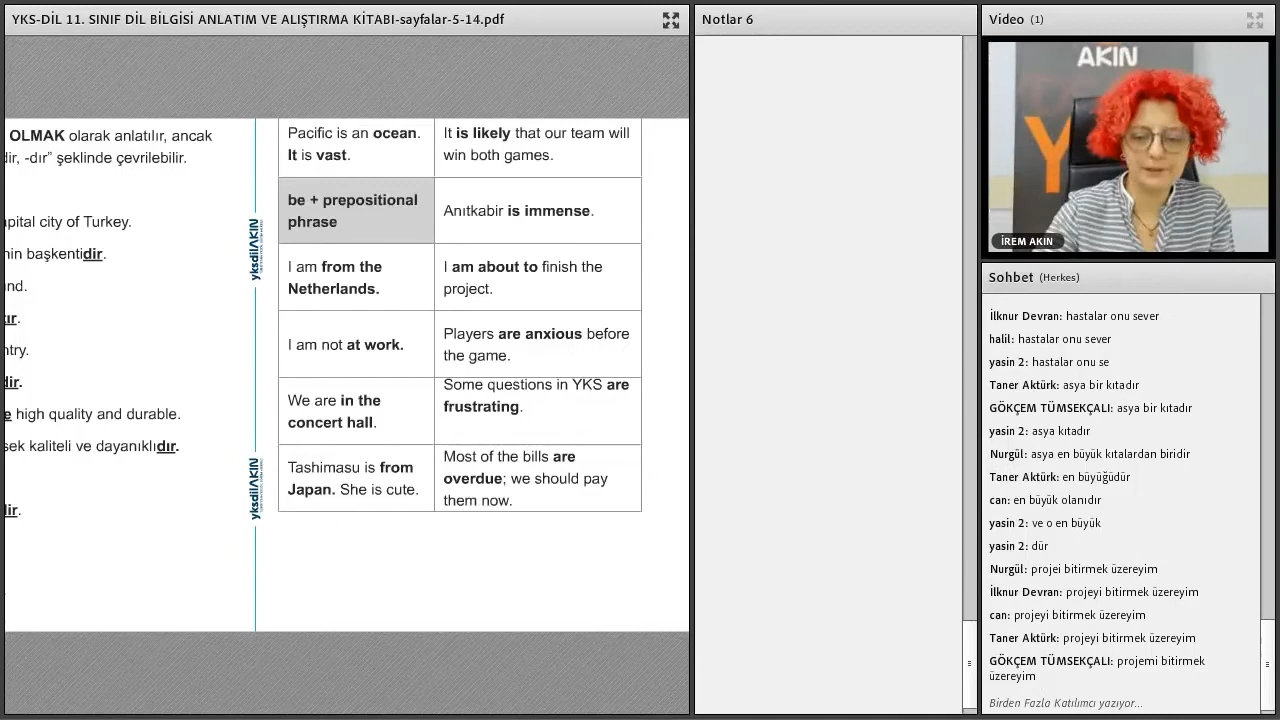 YKS-DİL 11. SINIF DİL BİLGİSİ ANLATIM VE ALIŞTIRMA KİTABI-sayfalar-5-14.pdf
OLMAK olarak anlatılır, ancak
dir, -dır” şeklinde çevrilebilir.
apital city of Turkey.
nin başkentidir.
und.
tır.
ntry.
dir.
e high quality and durable.
sek kaliteli ve dayanıklıdır.
dir.
yksdilAKIN
yksdilAKIN
Pacific is an ocean.
It is vast.
It is likely that our team will
win both games.
be + prepositional
phrase
Anıtkabir is immense.
I am from the
Netherlands.
I am about to finish the
project.
I am not at work.
Players are anxious before
the game.
We are in the
concert hall.
Some questions in YKS are
frustrating.
Tashimasu is from
Japan. She is cute.
Most of the bills are
overdue; we should pay
them now.
Notlar 6
Video (1)
AKIN
Y
İREM AKIN
Sohbet (Herkes)
İlknur Devran: hastalar onu sever
halil: hastalar onu sever
yasin 2: hastalar onu se
Taner Aktürk: asya bir kıtadır
GÖKÇEM TÜMSEKÇALI: asya bir kıtadır
yasin 2: asya kıtadır
Nurgül: asya en büyük kıtalardan biridir
Taner Aktürk: en büyüğüdür
can: en büyük olanıdır
yasin 2: ve o en büyük
yasin 2: dür
Nurgül: projei bitirmek üzereyim
İlknur Devran: projeyi bitirmek üzereyim
can: projeyi bitirmek üzereyim
Taner Aktürk: projeyi bitirmek üzereyim
GÖKÇEM TÜMSEKÇALI: projemi bitirmek
üzereyim
Birden Fazla Katılımcı yazıyor...